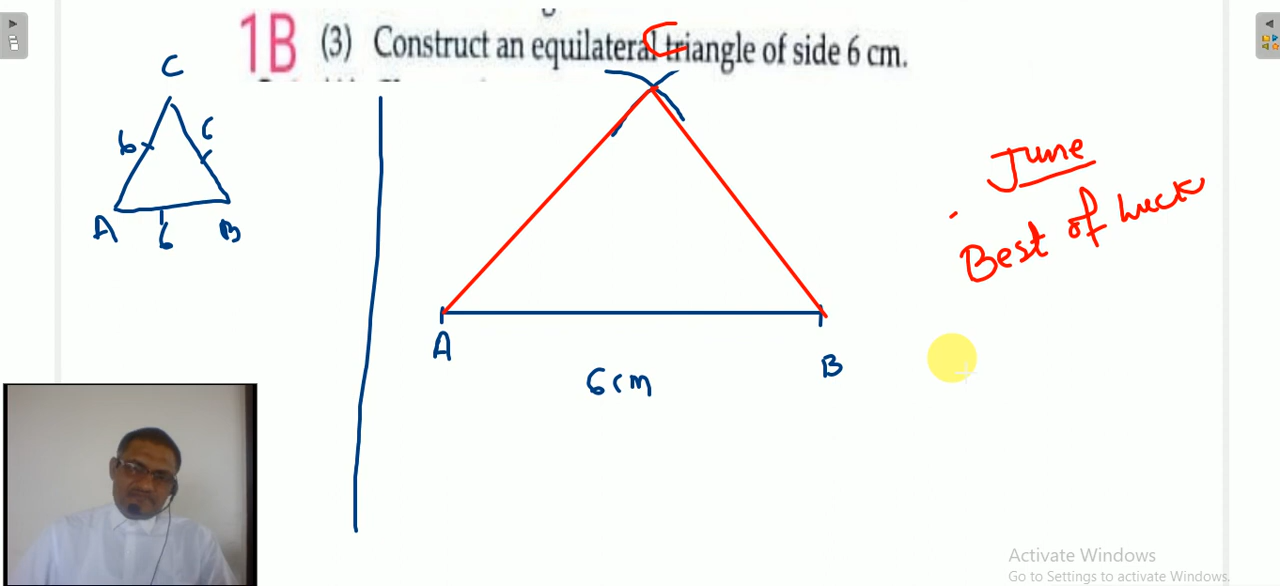 1B (3) Construct an equilateral triangle of side 6 cm.
C
C
6 6
A 6 B
A
B
6 cm
June
Best of luck
Activate Windows
Go to Settings to activate Windows.